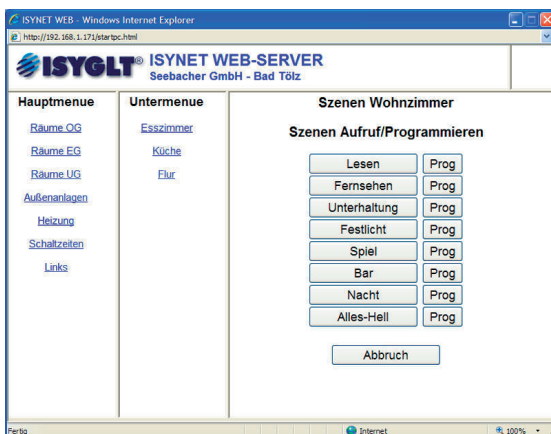 ISYNET WEB - Windows Internet Explorer
http://192.168.1.171/startpc.html
ISYGLT® ISYNET WEB-SERVER
Seebacher GmbH - Bad Tölz
Hauptmenue
Räume OG
Räume EG
Räume UG
Außenanlagen
Heizung
Schaltzeiten
Links
Untermenue
Esszimmer
Küche
Flur
Szenen Wohnzimmer
Szenen Aufruf/Programmieren
Lesen Prog
Fernsehen Prog
Unterhaltung Prog
Festlicht Prog
Spiel Prog
Bar Prog
Nacht Prog
Alles-Hell Prog
Abbruch
Fertig Internet 100%